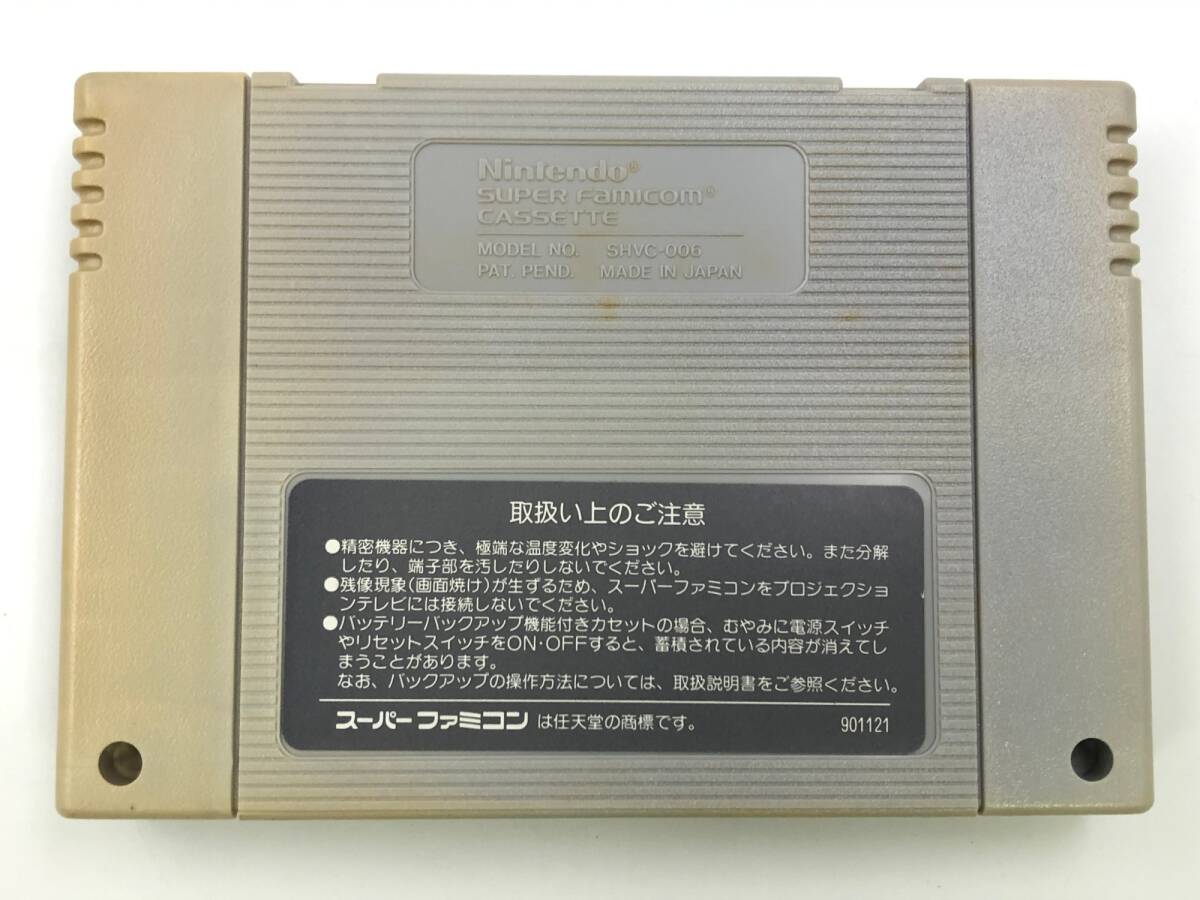 Nintendo®
SUPER Famicom®
CASSETTE
MODEL NO. SHVC-006
PAT. PEND. MADE IN JAPAN
取扱い上のご注意
●精密機器につき、極端な温度変化やショックを避けてください。また分解
したり、端子部を汚したりしないでください。
●残像現象(画面焼け)が生ずるため、スーパーファミコンをプロジェクショ
ンテレビには接続しないでください。
●バッテリーバックアップ機能付きカセットの場合、むやみに電源スイッチ
やリセットスイッチをON・OFFすると、蓄積されている内容が消えてし
まうことがあります。
なお、バックアップの操作方法については、取扱説明書をご参照ください。
スーパーファミコン は任天堂の商標です。 901121